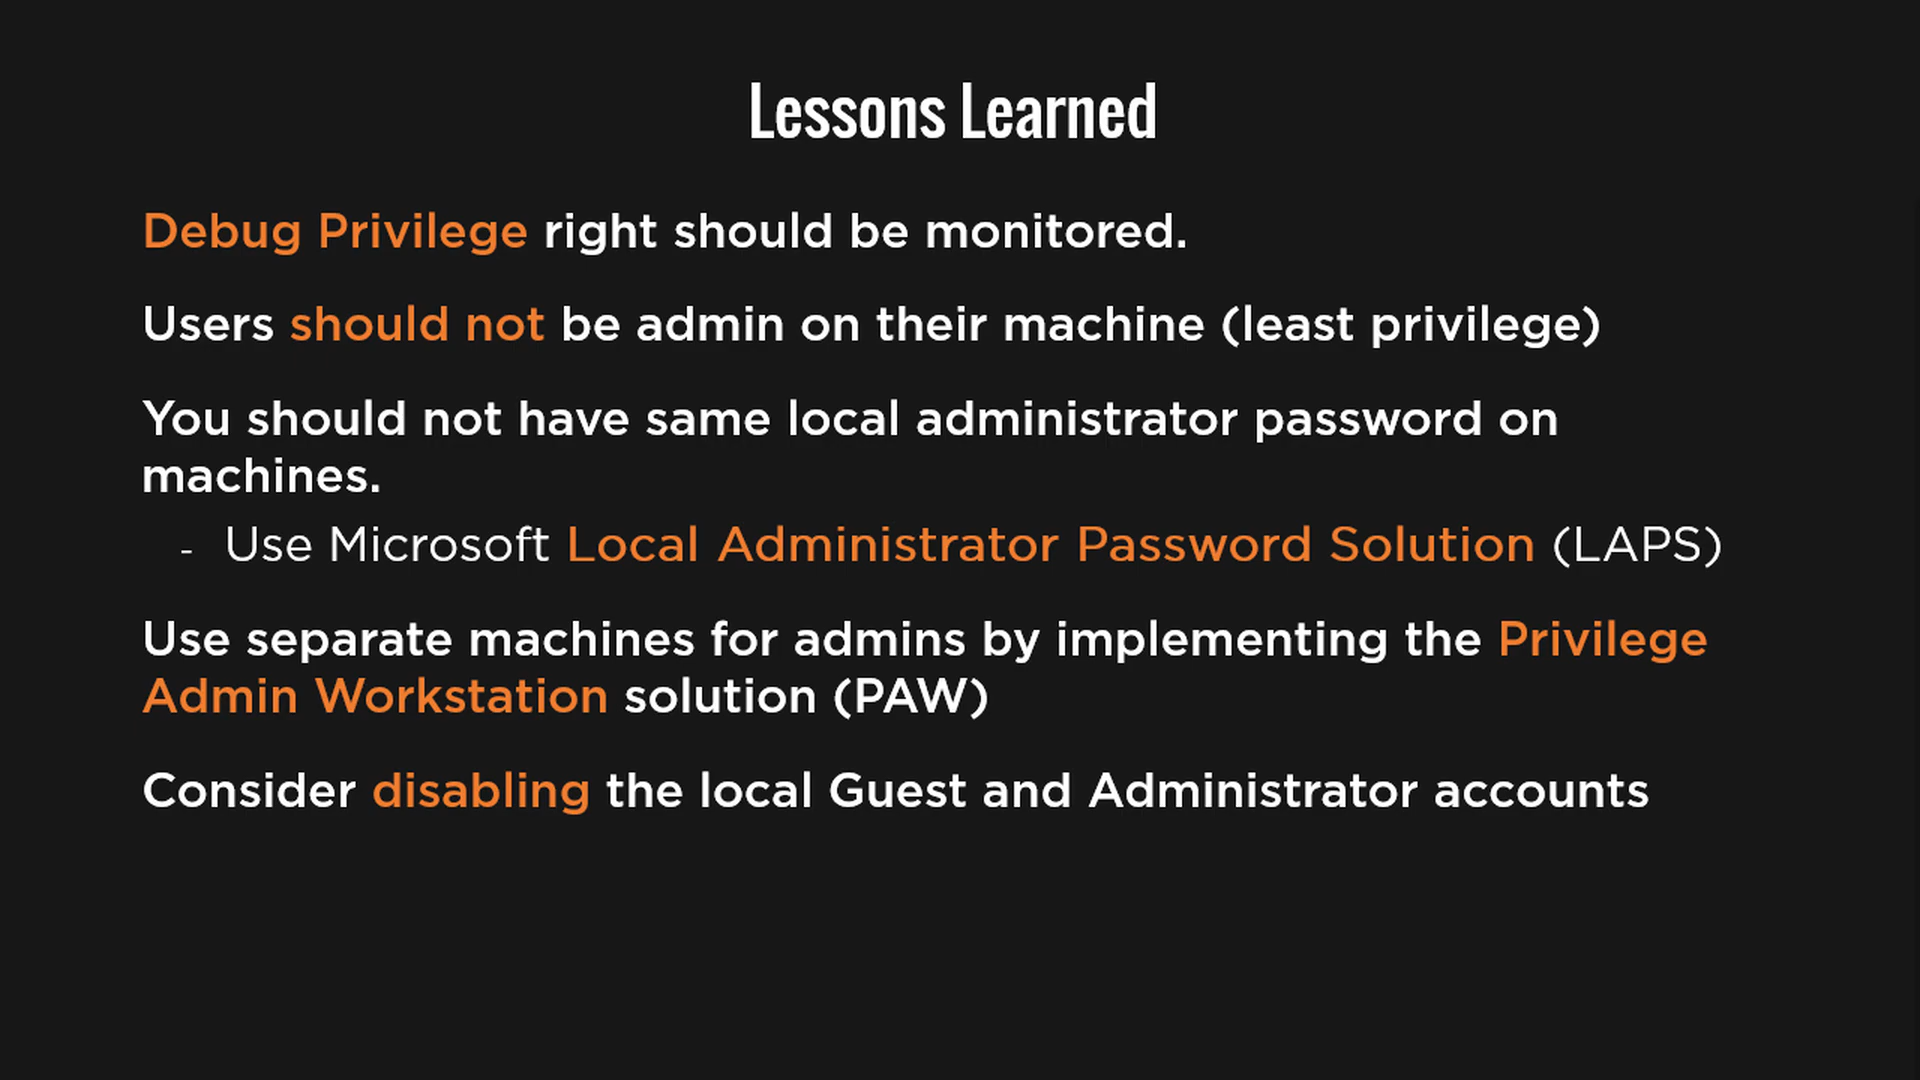 Lessons Learned
Debug Privilege right should be monitored.
Users should not be admin on their machine (least privilege)
You should not have same local administrator password on
machines.
- Use Microsoft Local Administrator Password Solution (LAPS)
Use separate machines for admins by implementing the Privilege
Admin Workstation solution (PAW)
Consider disabling the local Guest and Administrator accounts